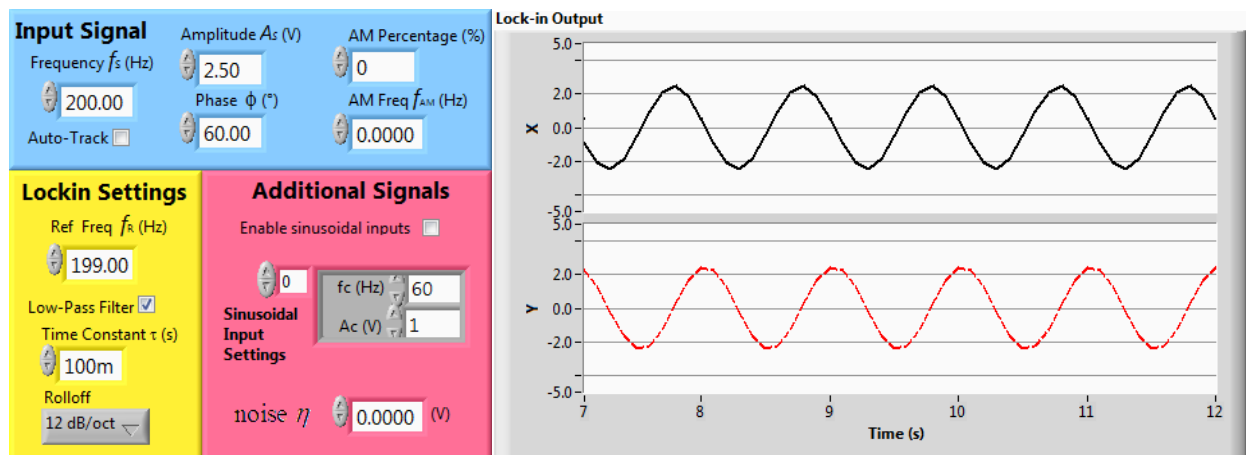 Input Signal
Frequency fs (Hz)
200.00
Auto-Track
Amplitude As (V)
2.50
Phase ϕ (°)
60.00
AM Percentage (%)
0
AM Freq fAM (Hz)
0.0000
Lockin Settings
Ref Freq fR (Hz)
199.00
Low-Pass Filter
Time Constant τ (s)
100m
Rolloff
12 dB/oct
Additional Signals
Enable sinusoidal inputs
0
Sinusoidal
Input
Settings
fc (Hz) 60
Ac (V) 1
noise η 0.0000 (V)
Lock-in Output
5.0
2.0
0.0
-2.0
-5.0
X
5.0
2.0
0.0
-2.0
-5.0
Y
7 8 9 10 11 12
Time (s)